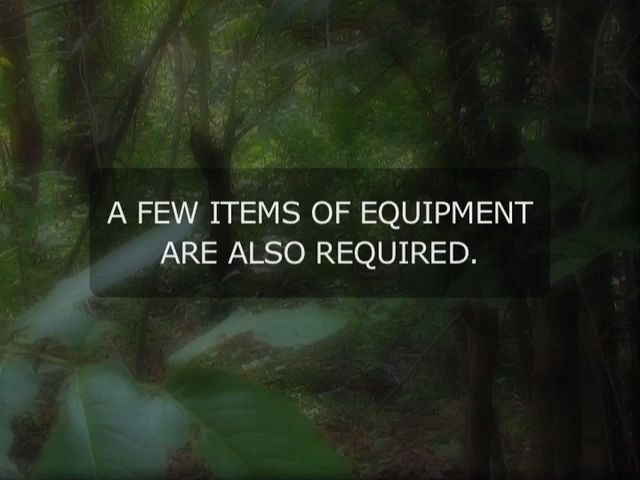 A FEW ITEMS OF EQUIPMENT
ARE ALSO REQUIRED.